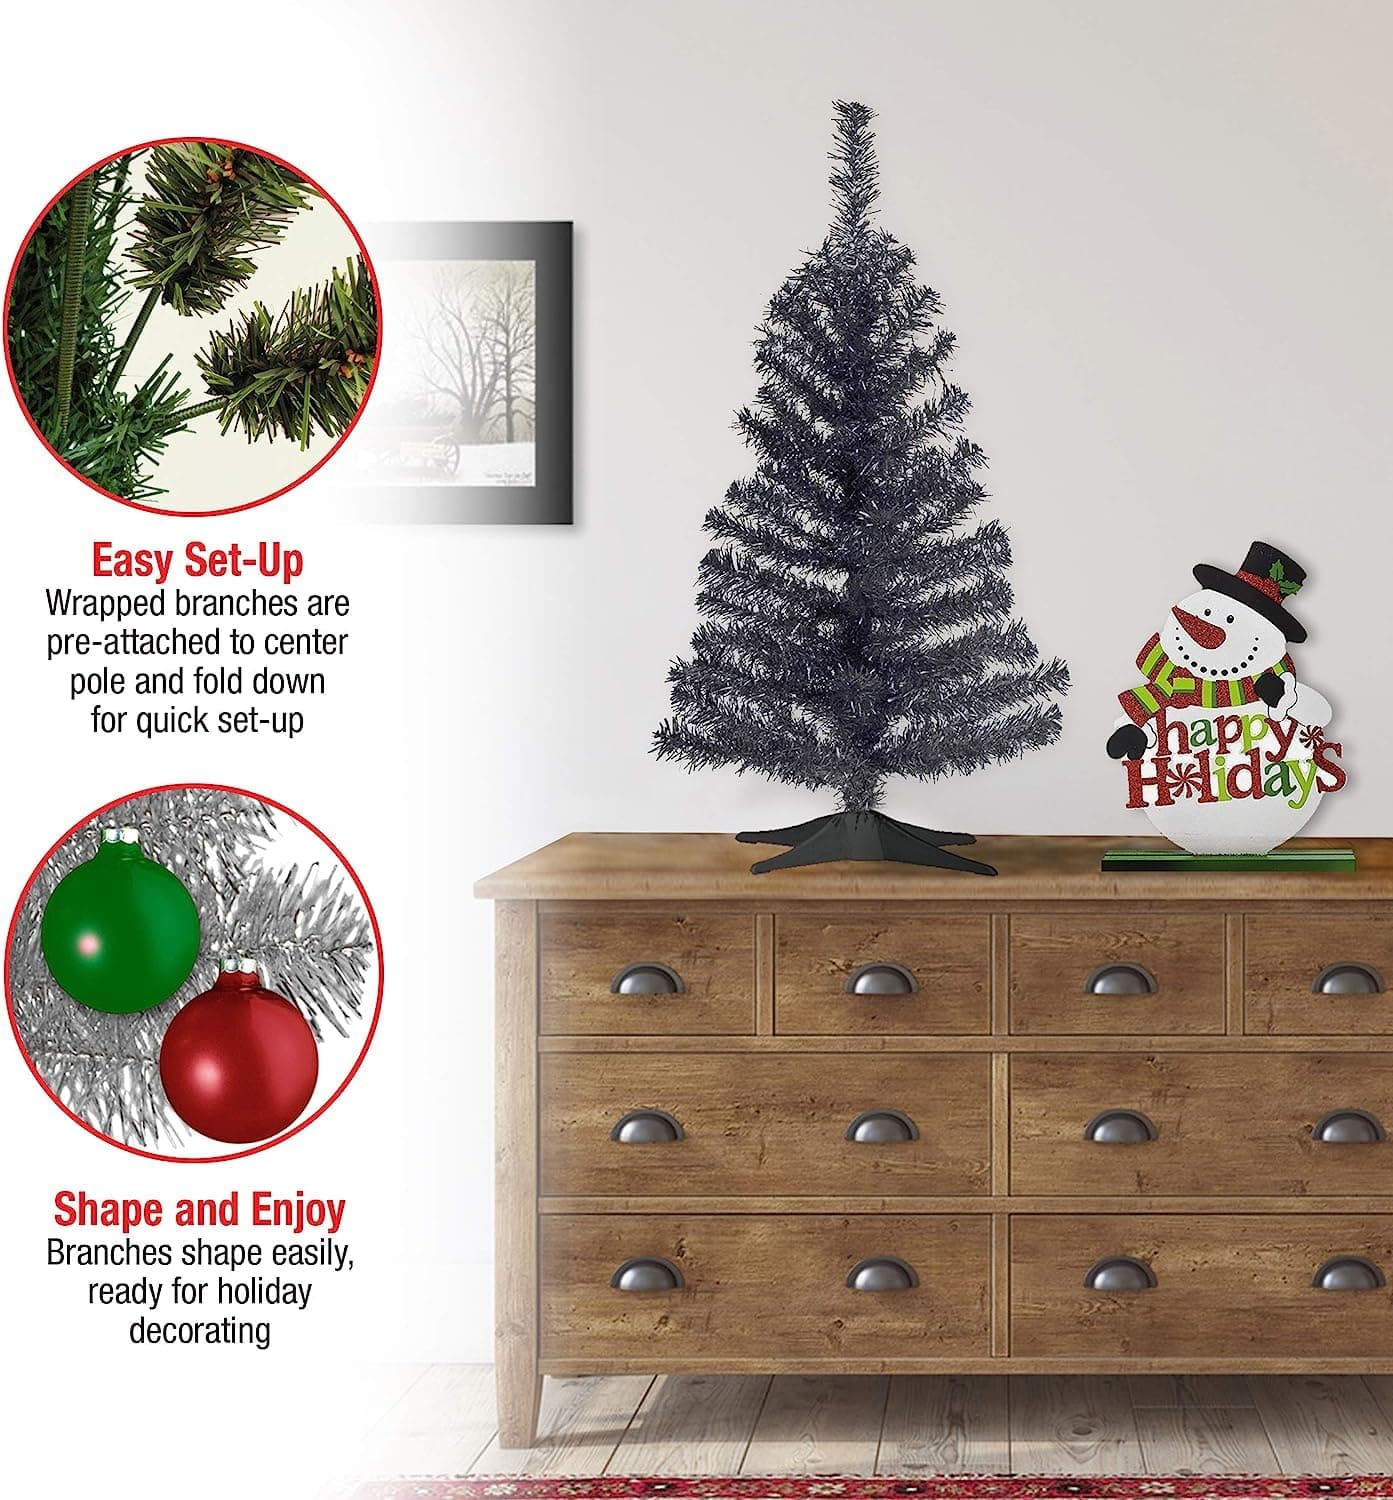 Easy Set-Up
Wrapped branches are
pre-attached to center
pole and fold down
for quick set-up
Shape and Enjoy
Branches shape easily,
ready for holiday
decorating
happy
Holidays